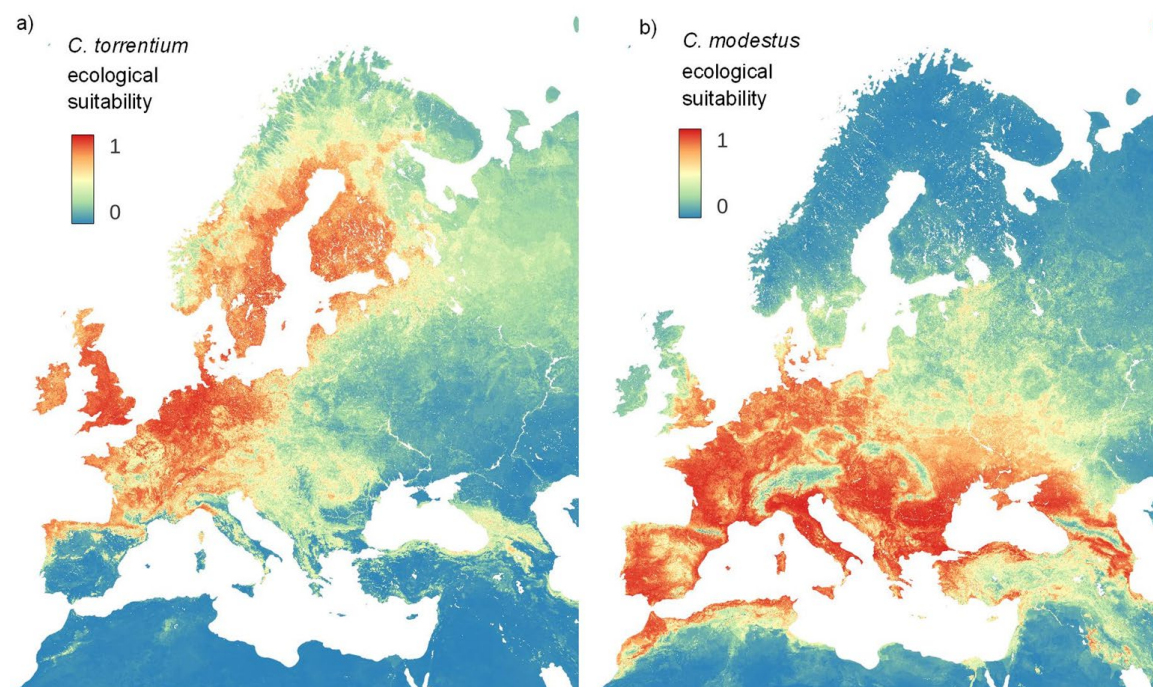 a)
C. torrentium
ecological
suitability
1
0
b)
C. modestus
ecological
suitability
1
0